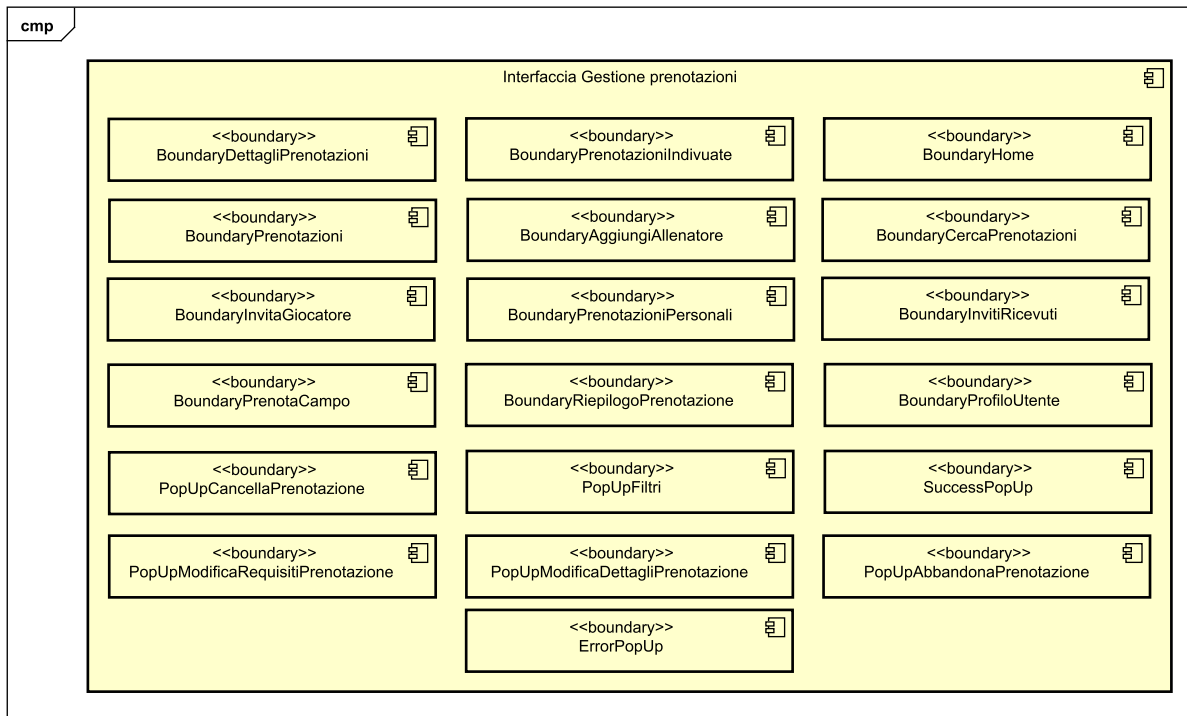 cmp
Interfaccia Gestione prenotazioni
<<boundary>>
BoundaryDettagliPrenotazioni
<<boundary>>
BoundaryPrenotazioniIndivuate
<<boundary>>
BoundaryHome
<<boundary>>
BoundaryPrenotazioni
<<boundary>>
BoundaryAggiungiAllenatore
<<boundary>>
BoundaryCercaPrenotazioni
<<boundary>>
BoundaryInvitaGiocatore
<<boundary>>
BoundaryPrenotazioniPersonali
<<boundary>>
BoundaryInvitiRicevuti
<<boundary>>
BoundaryPrenotaCampo
<<boundary>>
BoundaryRiepilogoPrenotazione
<<boundary>>
BoundaryProfiloUtente
<<boundary>>
PopUpCancellaPrenotazione
<<boundary>>
PopUpFiltri
<<boundary>>
SuccessPopUp
<<boundary>>
PopUpModificaRequisitiPrenotazione
<<boundary>>
PopUpModificaDettagliPrenotazione
<<boundary>>
PopUpAbbandonaPrenotazione
<<boundary>>
ErrorPopUp